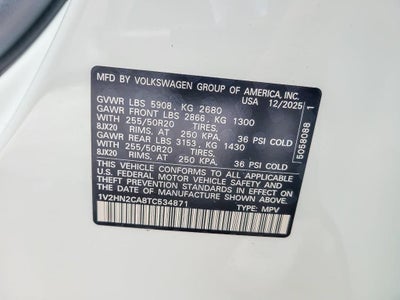 MFD. BY VOLKSWAGEN GROUP OF AMERICA, INC.
USA 12/2025
GVWR LBS 5908, KG 2680
GAWR FRONT LBS 2866, KG 1300
WITH 255/50R20 TIRES,
8JX20 RIMS, AT 250 KPA, 36 PSI COLD
GAWR REAR LBS 3153, KG 1430
WITH 255/50R20 TIRES,
8JX20 RIMS, AT 250 KPA, 36 PSI COLD
THIS VEHICLE CONFORMS TO ALL APPLICABLE
FEDERAL MOTOR VEHICLE SAFETY STANDARDS IN
EFFECT ON THE DATE OF MANUFACTURE SHOWN ABOVE
1V2HN2CA8TC534871
TYPE: MPV
5058088 1